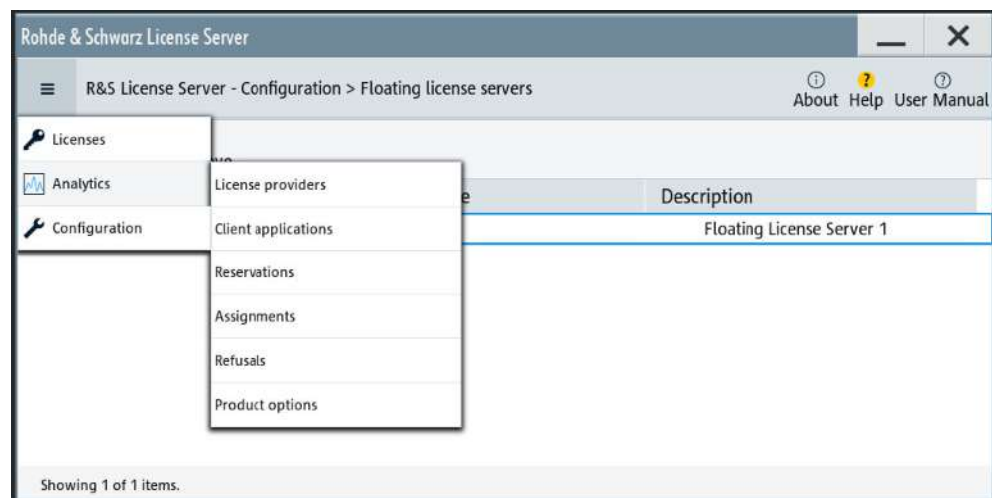 Rohde & Schwarz License Server
R&S License Server - Configuration > Floating license servers
About Help User Manual
Licenses
Analytics
Configuration
License providers
Client applications
Reservations
Assignments
Refusals
Product options
Description
Floating License Server 1
Showing 1 of 1 items.